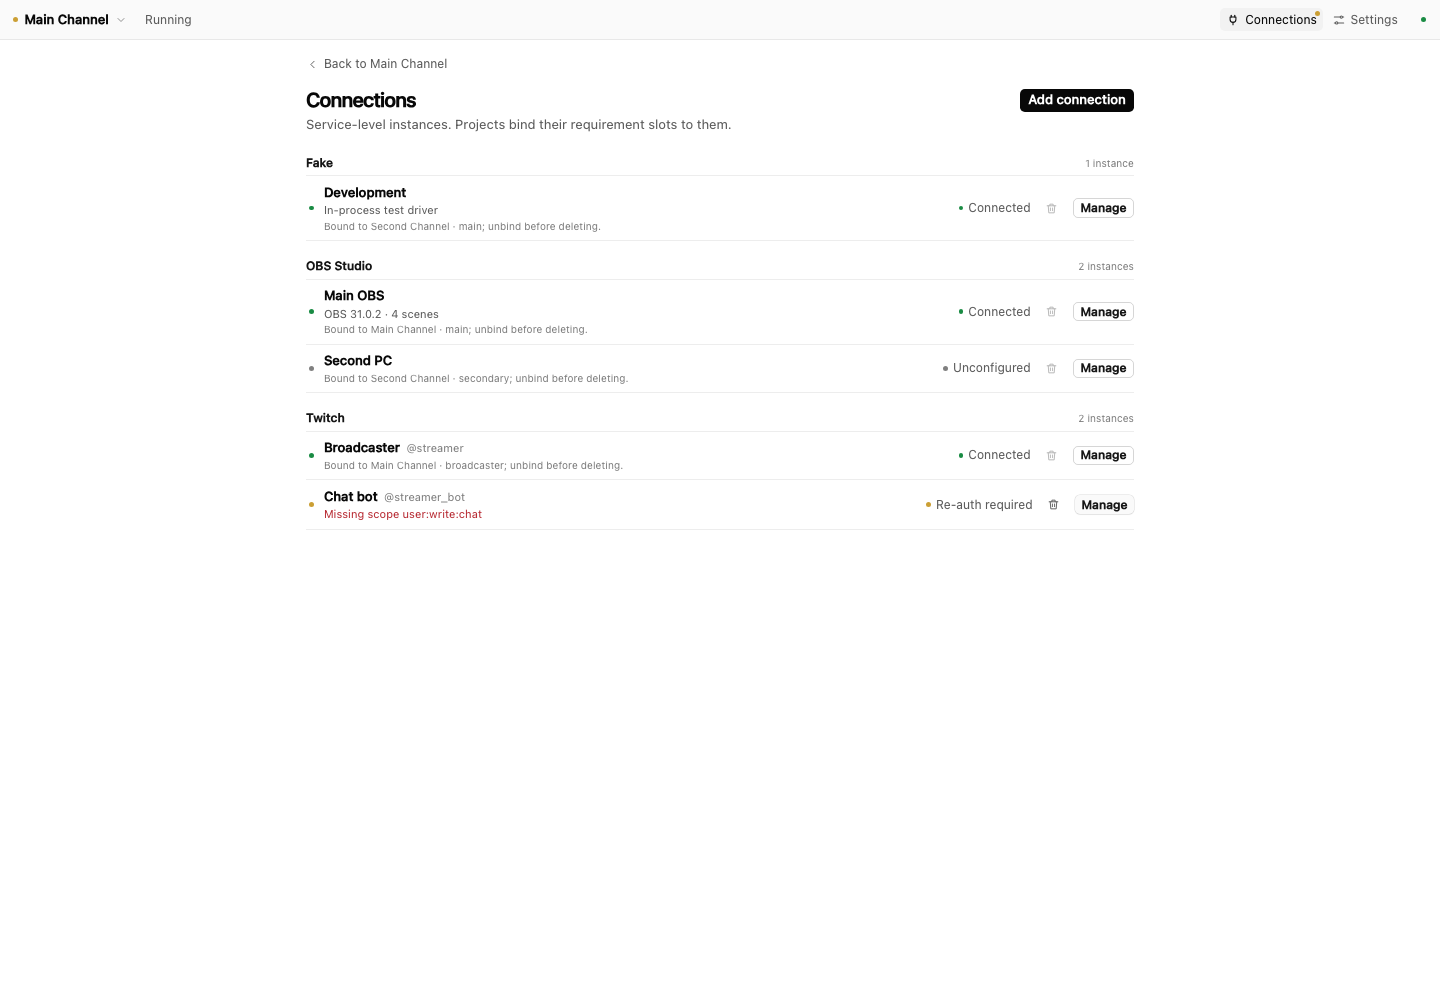 Main Channel
Running
Connections
Settings
Back to Main Channel
Connections
Add connection
Service-level instances. Projects bind their requirement slots to them.
Fake
1 instance
Development
In-process test driver
Bound to Second Channel · main; unbind before deleting.
Connected
Manage
OBS Studio
2 instances
Main OBS
OBS 31.0.2 · 4 scenes
Bound to Main Channel · main; unbind before deleting.
Connected
Manage
Second PC
Bound to Second Channel · secondary; unbind before deleting.
Unconfigured
Manage
Twitch
2 instances
Broadcaster @streamer
Bound to Main Channel · broadcaster; unbind before deleting.
Connected
Manage
Chat bot @streamer_bot
Missing scope user:write:chat
Re-auth required
Manage